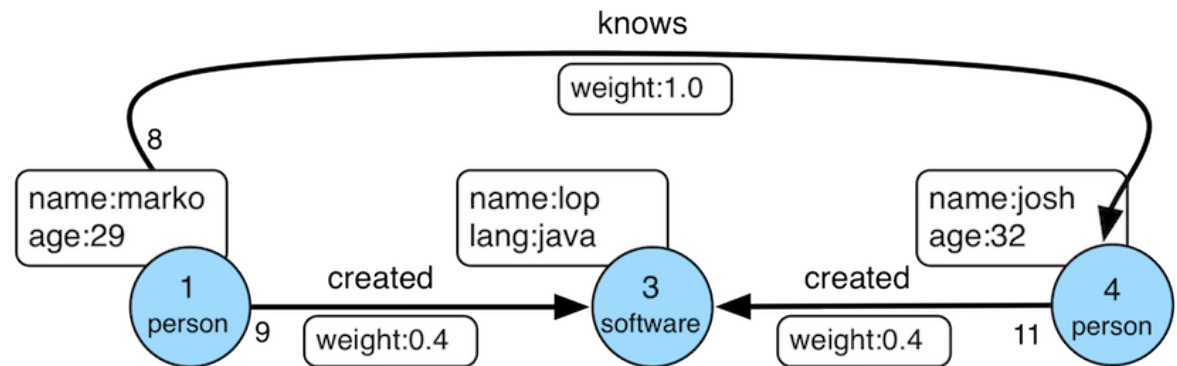 knows
weight:1.0
8
name:marko
age:29
name:lop
lang:java
name:josh
age:32
1
person
created
3
software
created
4
person
9
weight:0.4
weight:0.4
11